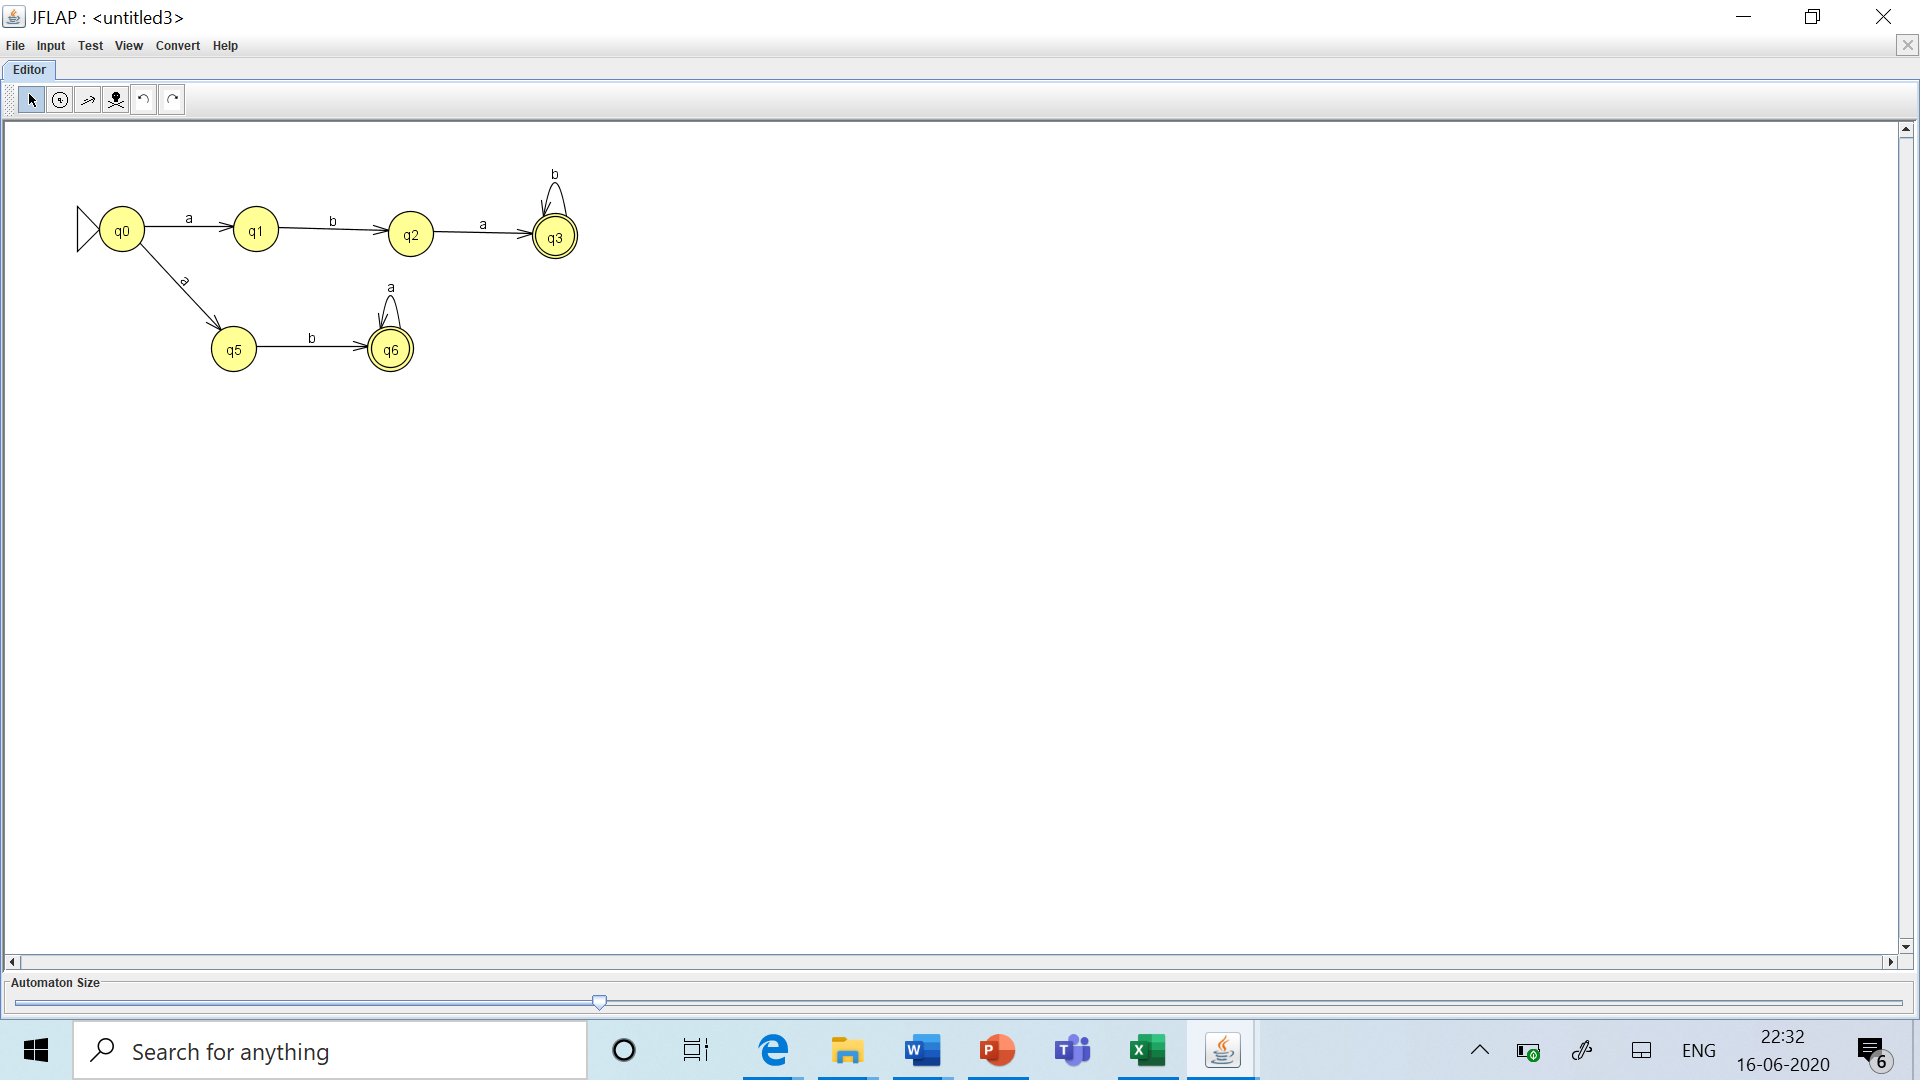 JFLAP : <untitled3>
File Input Test View Convert Help
Editor
b
a b a
q0 q1 q2 q3
a a
b
q5 q6
Automaton Size
Search for anything
ENG
22:32
16-06-2020
6